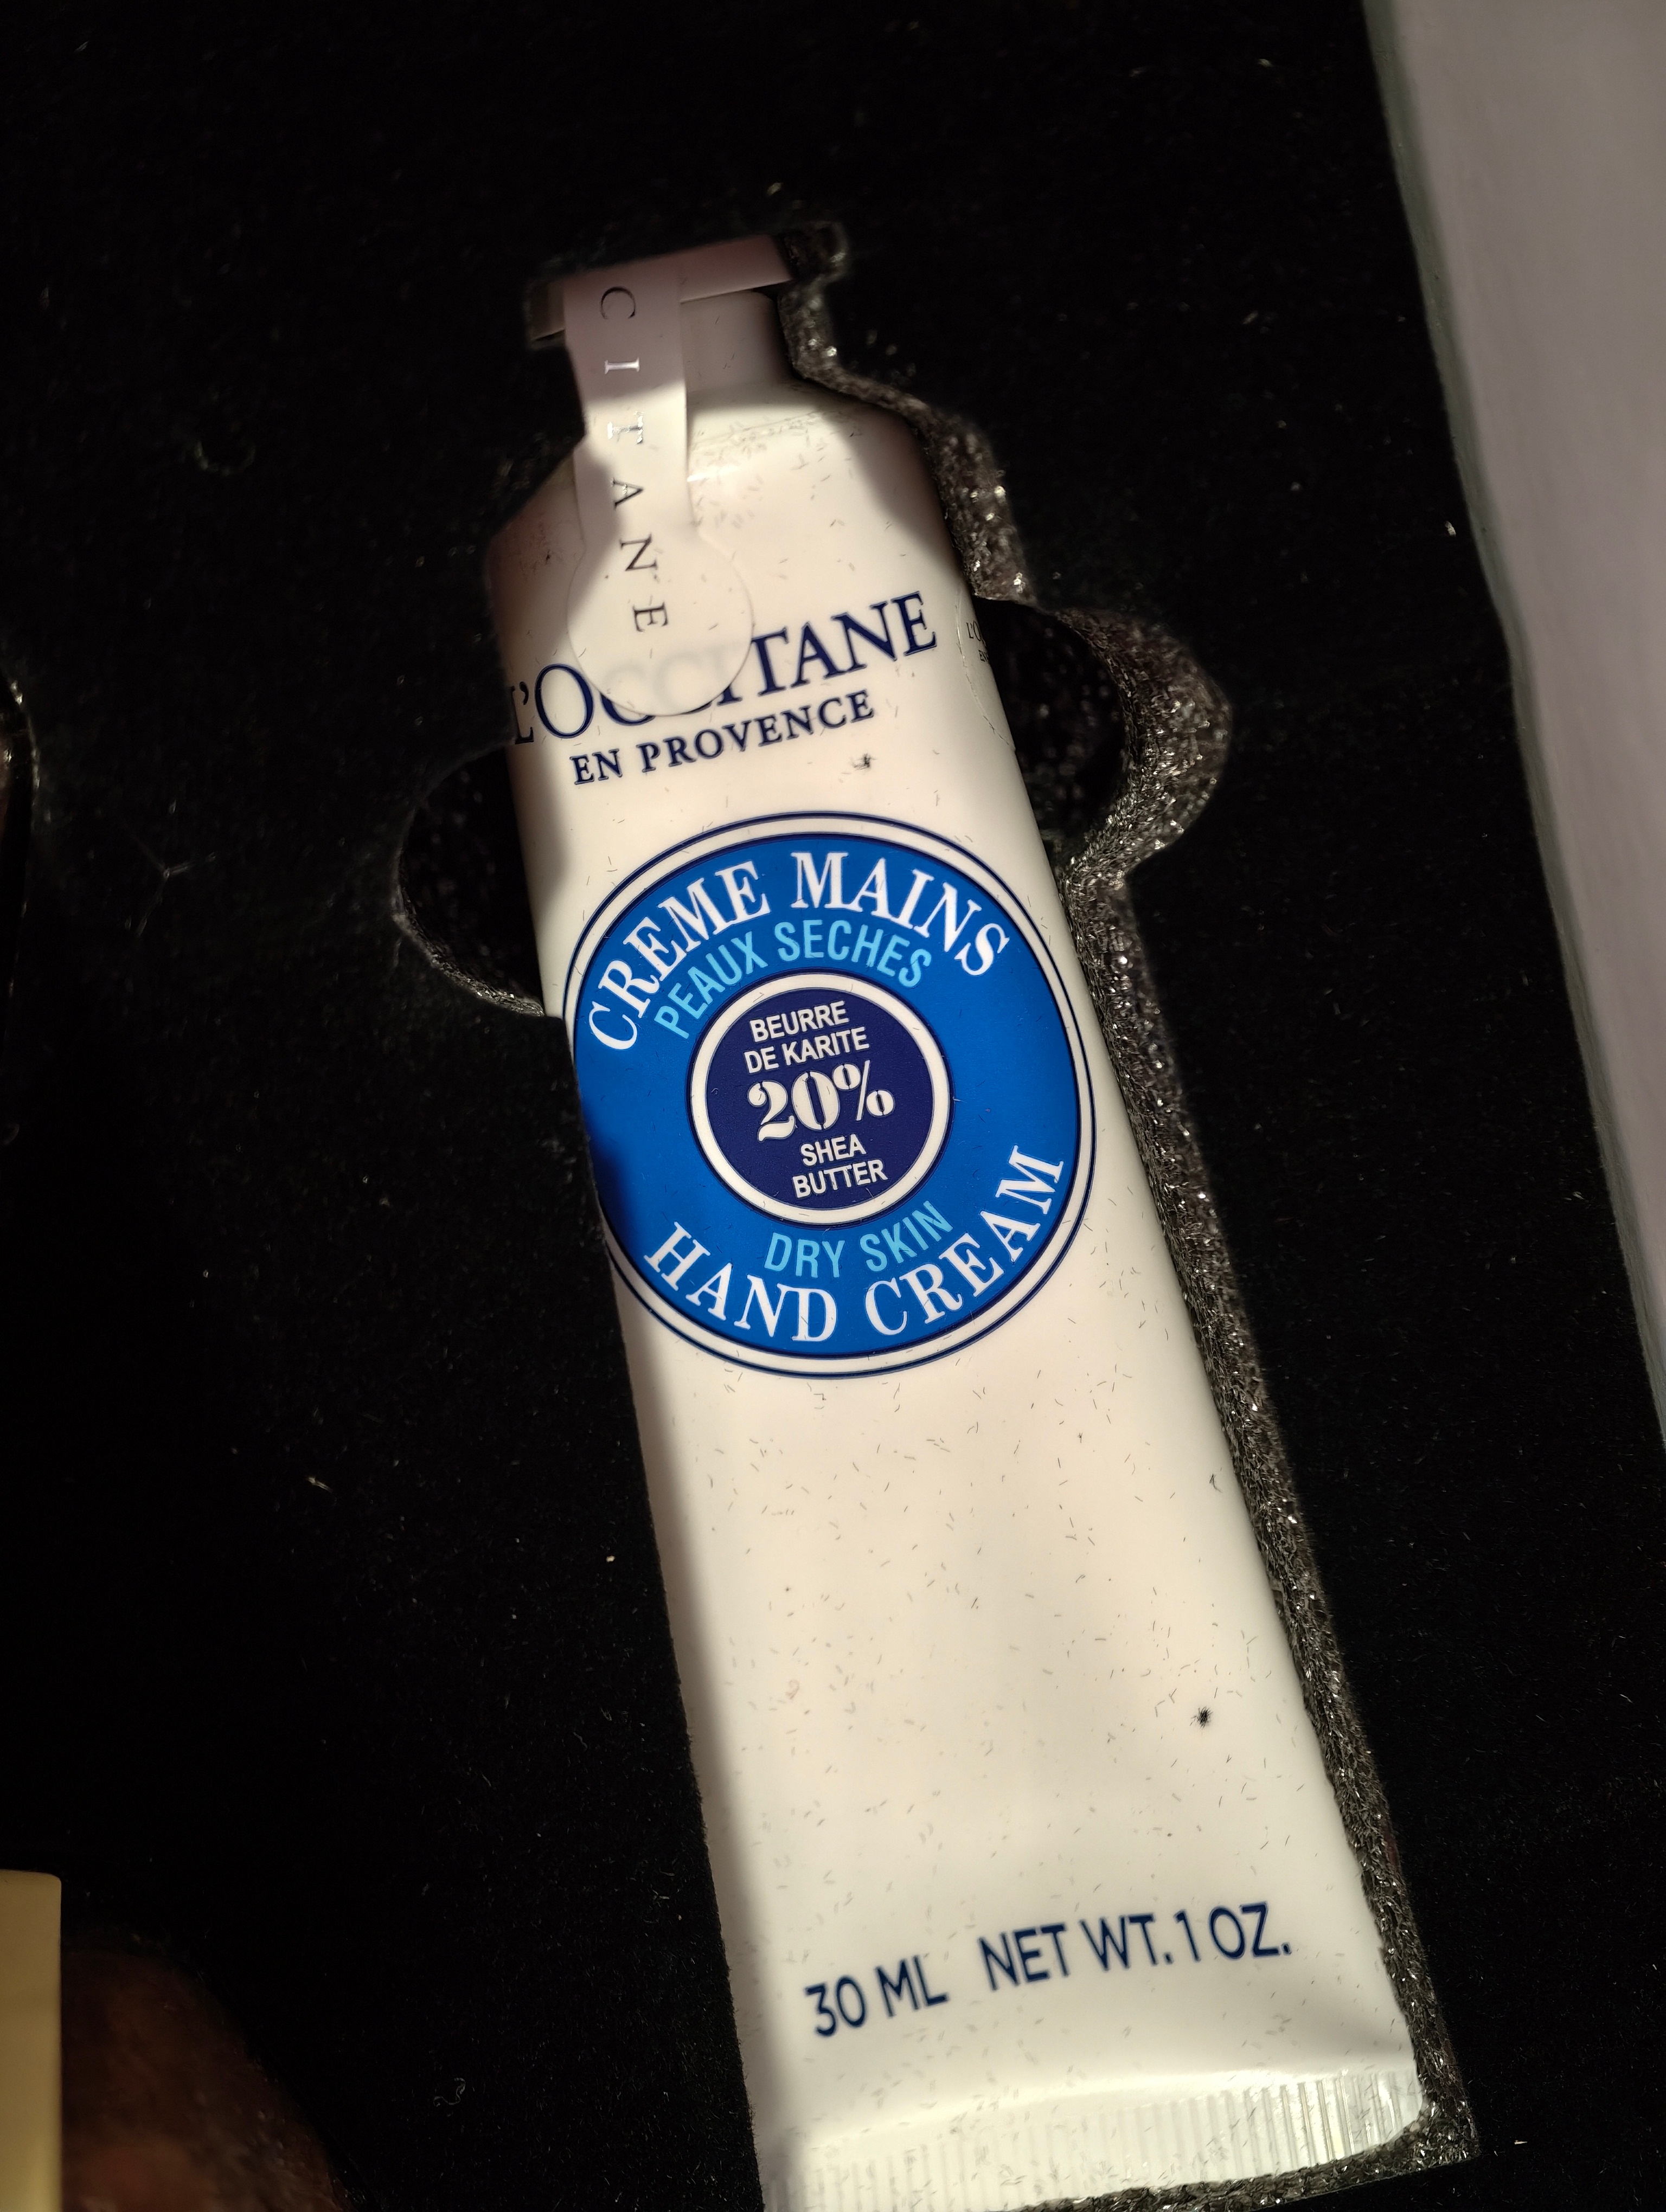 CITANE
L'OCCITANE
EN PROVENCE
CREME MAINS
PEAUX SECHES
BEURRE
DE KARITE
20%
SHEA
BUTTER
DRY SKIN
HAND CREAM
30 ML NET WT. 1 OZ.